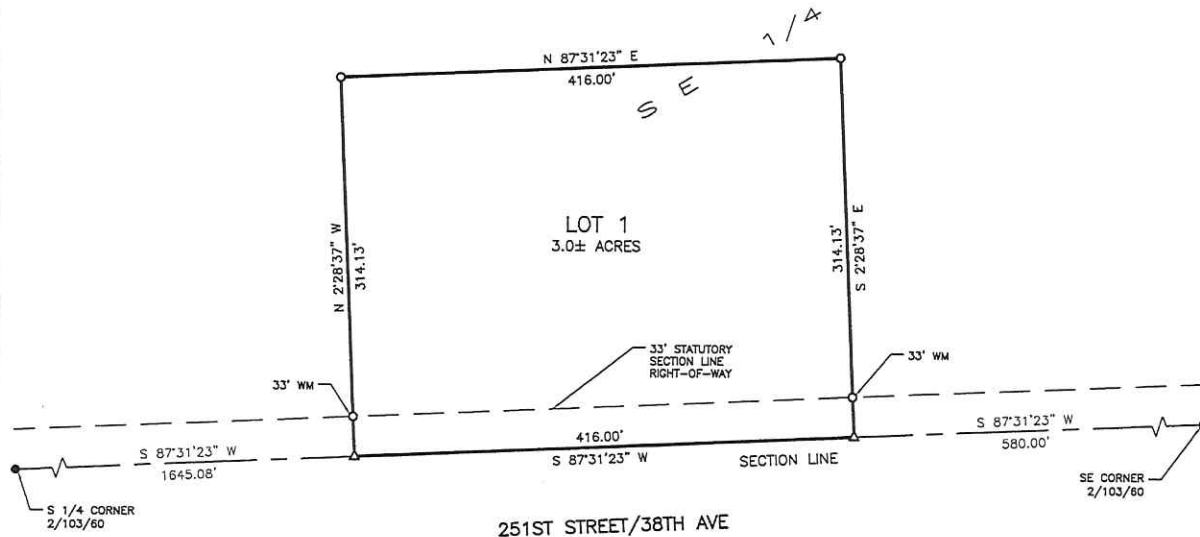 1/4
N 87°31'23" E
416.00'
S E
LOT 1
3.0± ACRES
N 2°28'37" W
314.13'
314.13'
S 2°28'37" E
33' STATUTORY
SECTION LINE
RIGHT-OF-WAY
33' WM
33' WM
S 87°31'23" W
1645.08'
416.00'
S 87°31'23" W
SECTION LINE
S 87°31'23" W
580.00'
S 1/4 CORNER
2/103/60
SE CORNER
2/103/60
251ST STREET/38TH AVE